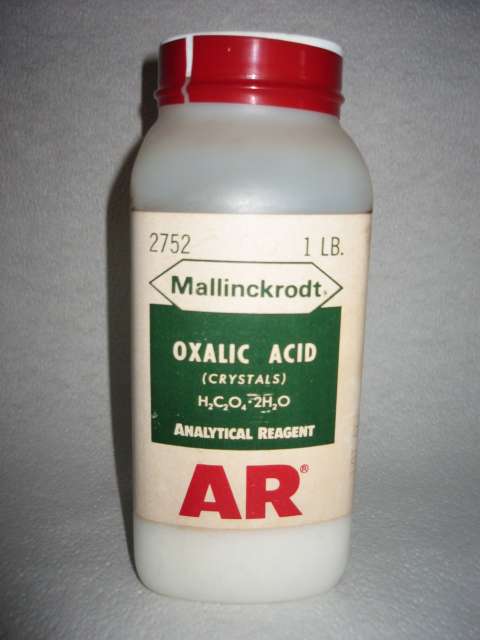 2752 1 LB.
Mallinckrodt
OXALIC ACID
(CRYSTALS)
H₂C₂O₄·2H₂O
ANALYTICAL REAGENT
AR®